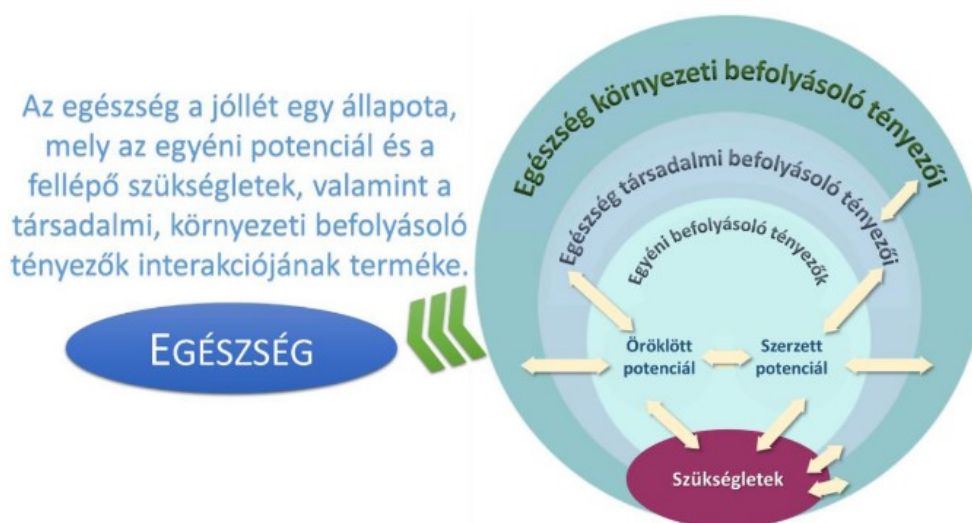 Az egészség a jóllét egy állapota,
mely az egyéni potenciál és a
fellépő szükségletek, valamint a
társadalmi, környezeti befolyásoló
tényezők interakciójának terméke.
EGÉSZSÉG
Egészség környezeti befolyásoló tényezői
Egészség társadalmi befolyásoló tényezői
Egyéni befolyásoló tényezők
Öröklött
potenciál
Szerzett
potenciál
Szükségletek